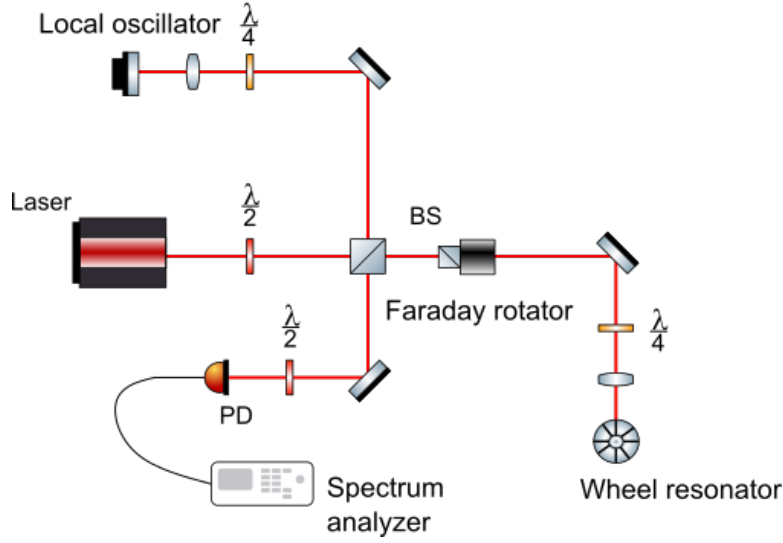 Local oscillator
λ
4
Laser
λ
2
BS
Faraday rotator
λ
2
λ
4
PD
Wheel resonator
Spectrum
analyzer